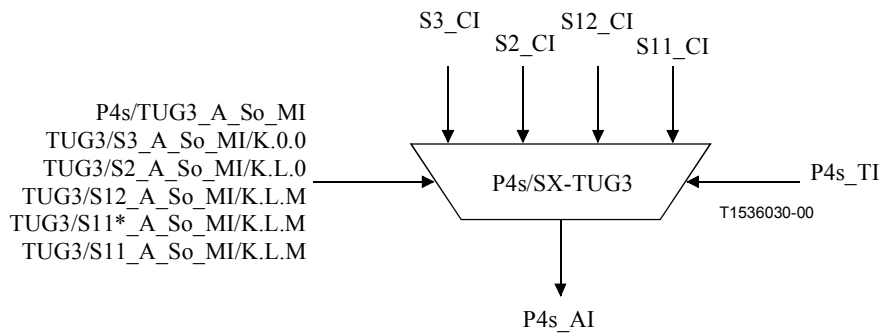 S3_CI
S2_CI
S12_CI
S11_CI
P4s/TUG3_A_So_MI
TUG3/S3_A_So_MI/K.0.0
TUG3/S2_A_So_MI/K.L.0
TUG3/S12_A_So_MI/K.L.M
TUG3/S11*_A_So_MI/K.L.M
TUG3/S11_A_So_MI/K.L.M
P4s/SX-TUG3
P4s_TI
T1536030-00
P4s_AI